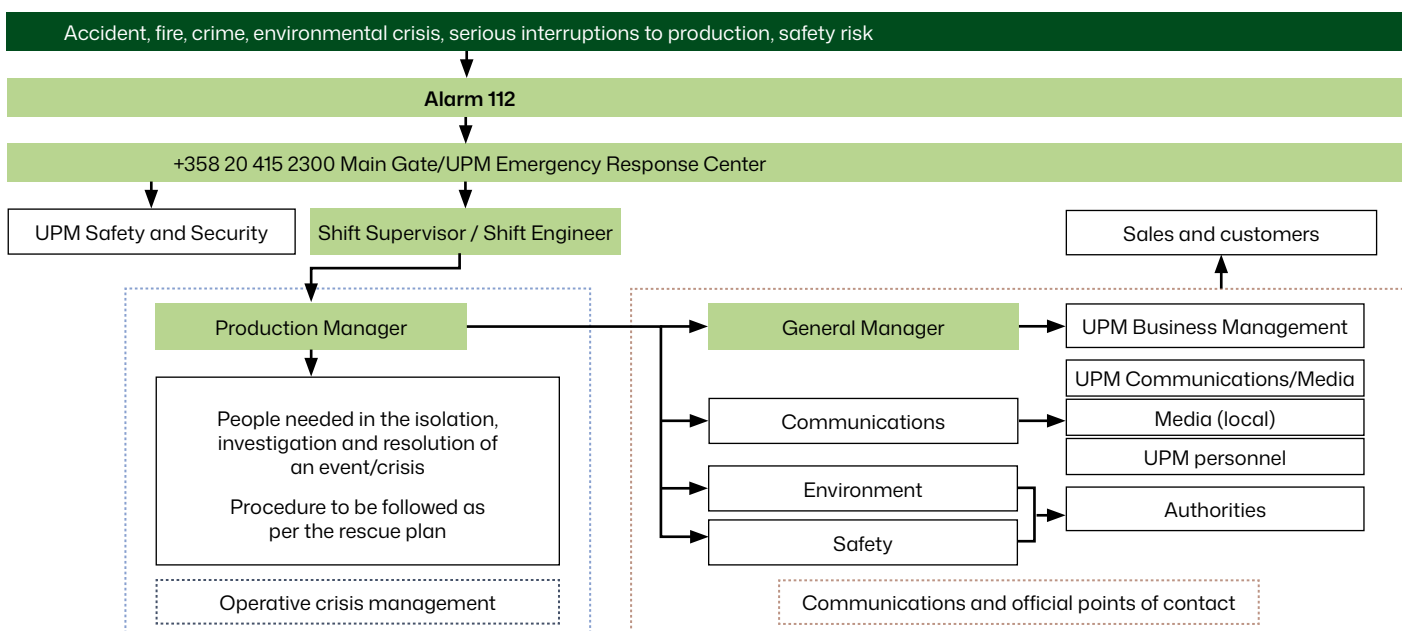 Accident, fire, crime, environmental crisis, serious interruptions to production, safety risk
Alarm 112
+358 20 415 2300 Main Gate/UPM Emergency Response Center
UPM Safety and Security
Shift Supervisor / Shift Engineer
Sales and customers
Production Manager
General Manager
UPM Business Management
People needed in the isolation,
investigation and resolution of
an event/crisis
Procedure to be followed as
per the rescue plan
UPM Communications/Media
Communications
Media (local)
UPM personnel
Environment
Authorities
Safety
Operative crisis management
Communications and official points of contact